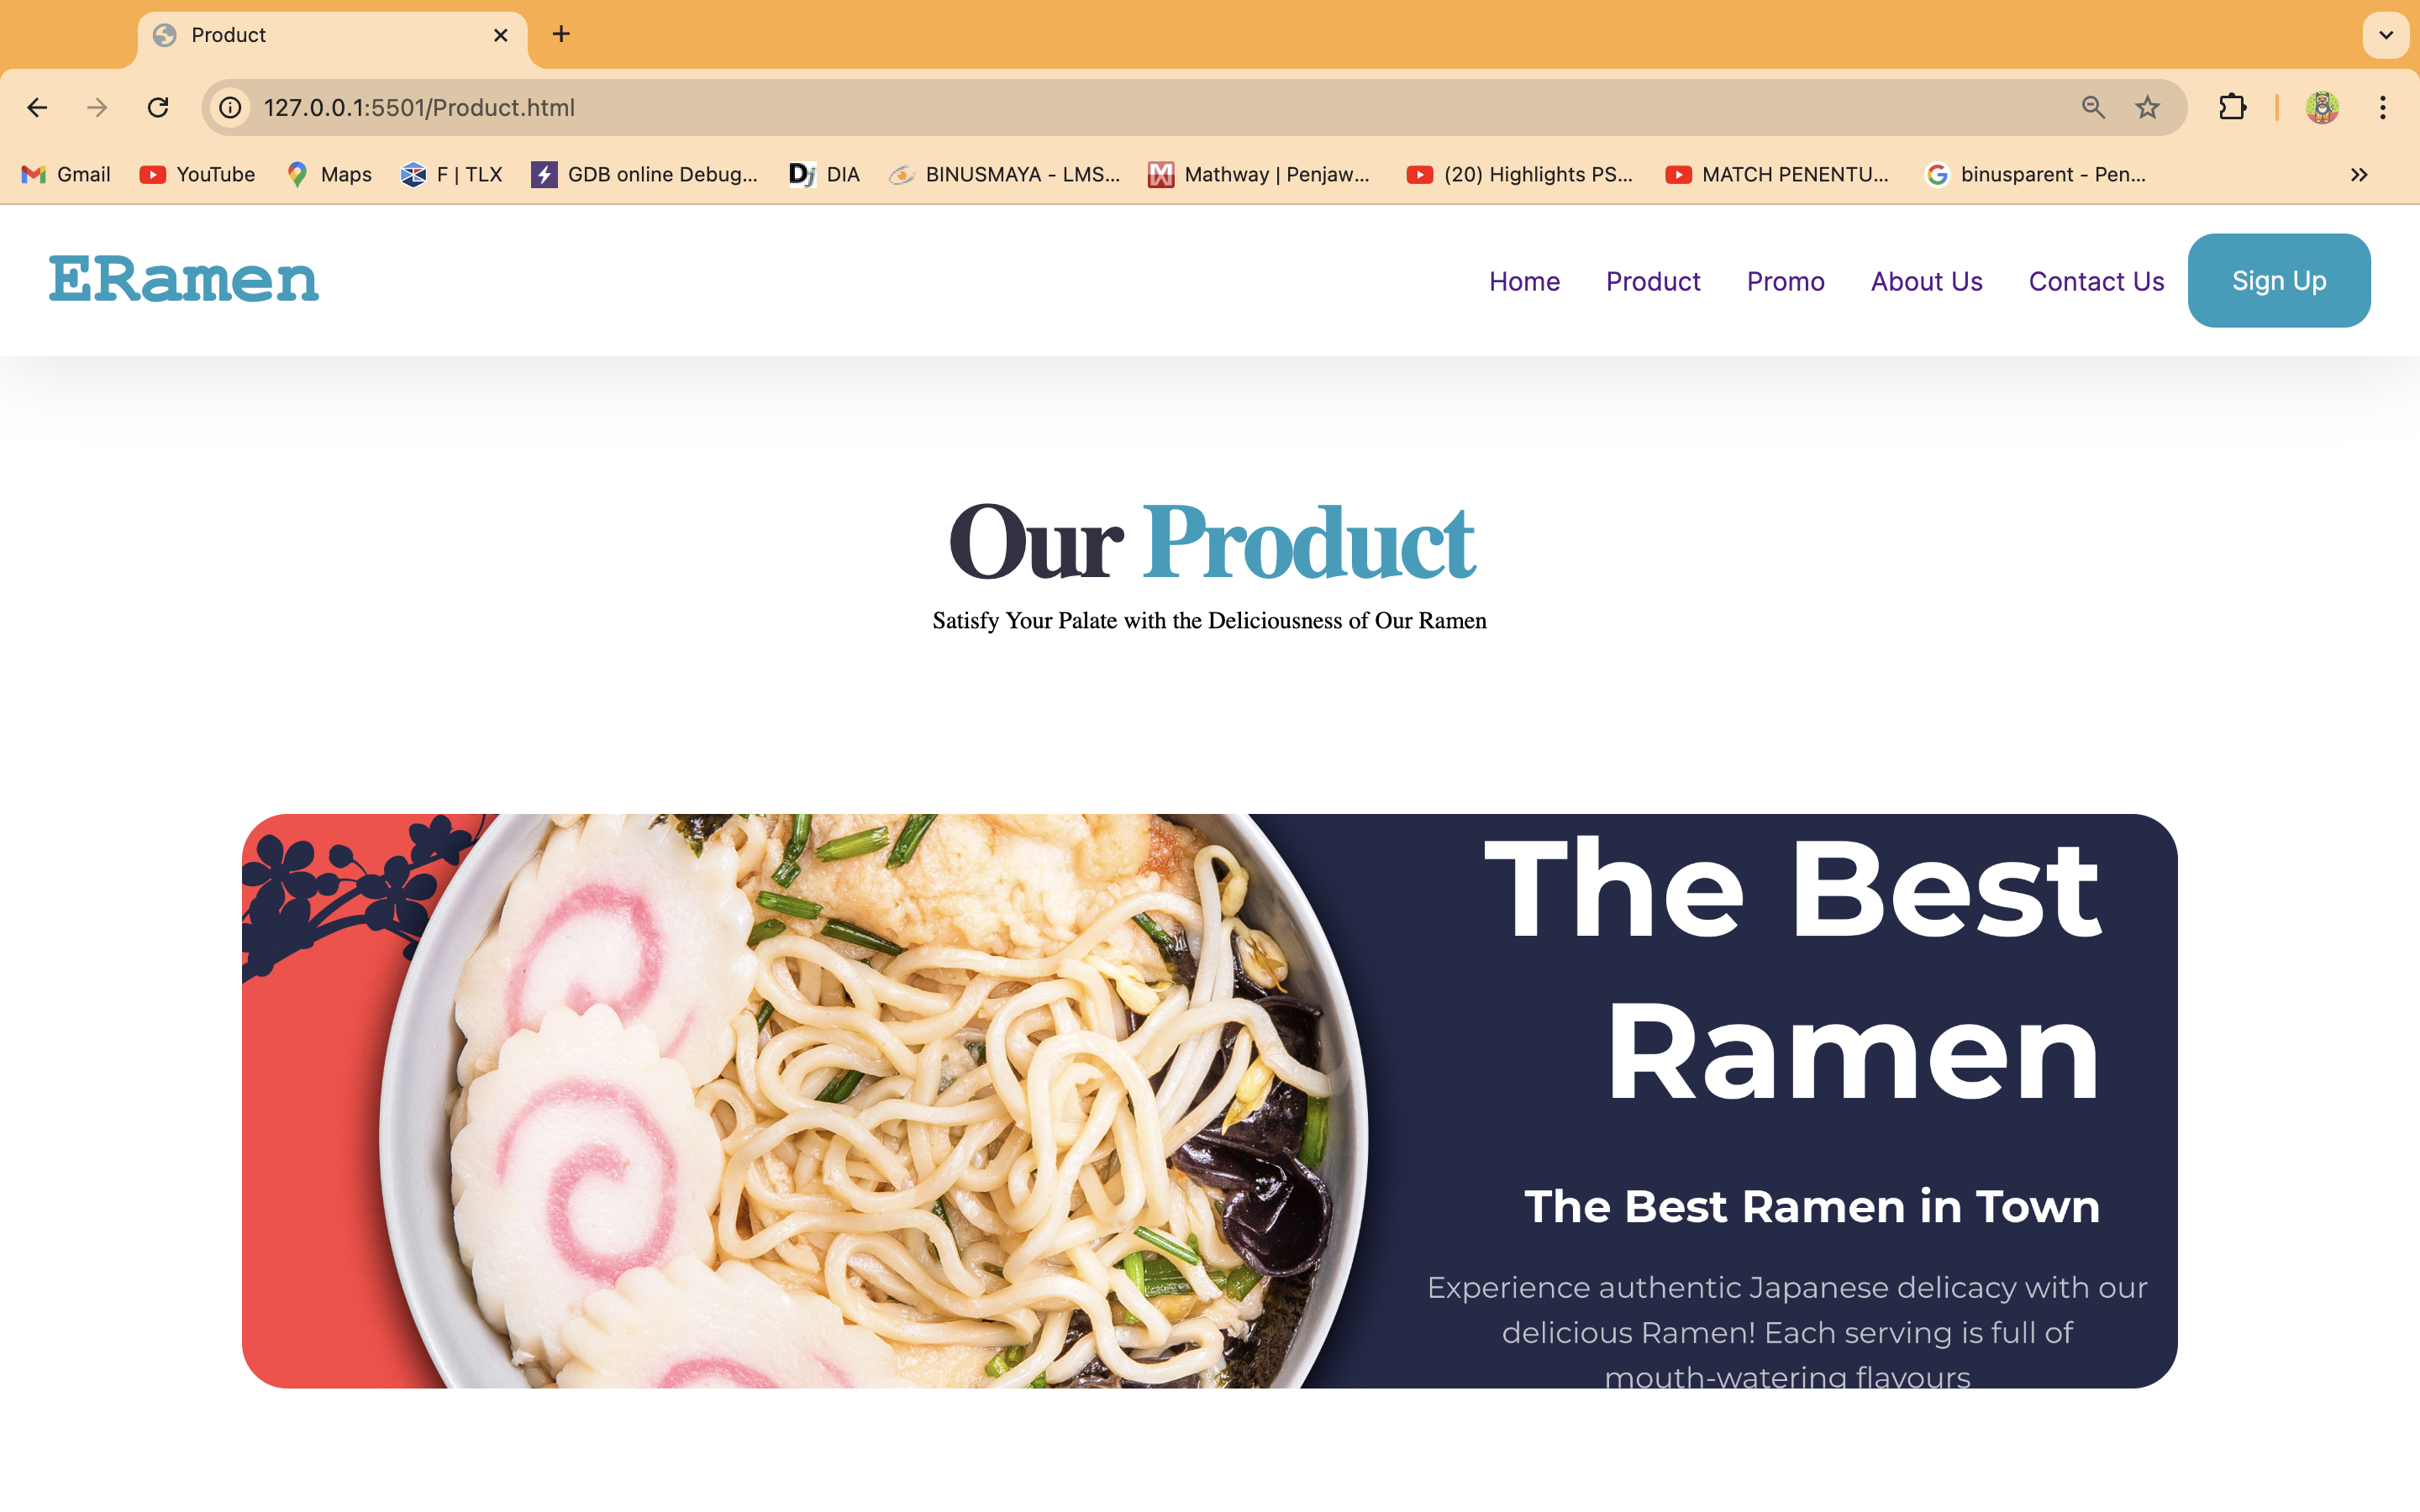 Product
127.0.0.1:5501/Product.html
Gmail YouTube Maps F | TLX GDB online Debug... DIA BINUSMAYA - LMS... Mathway | Penjaw... (20) Highlights PS... MATCH PENENTU... binusparent - Pen...
ERamen Home Product Promo About Us Contact Us Sign Up
Our Product
Satisfy Your Palate with the Deliciousness of Our Ramen
The Best
Ramen
The Best Ramen in Town
Experience authentic Japanese delicacy with our
delicious Ramen! Each serving is full of
mouth-watering flavours